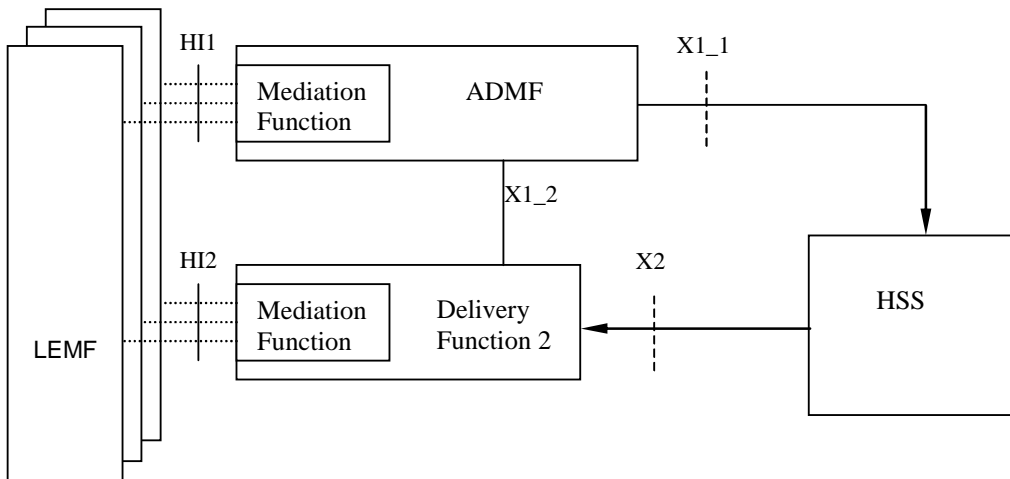 HI1
X1_1
Mediation
Function
ADMF
X1_2
HI2
X2
Mediation
Function
Delivery
Function 2
HSS
LEMF